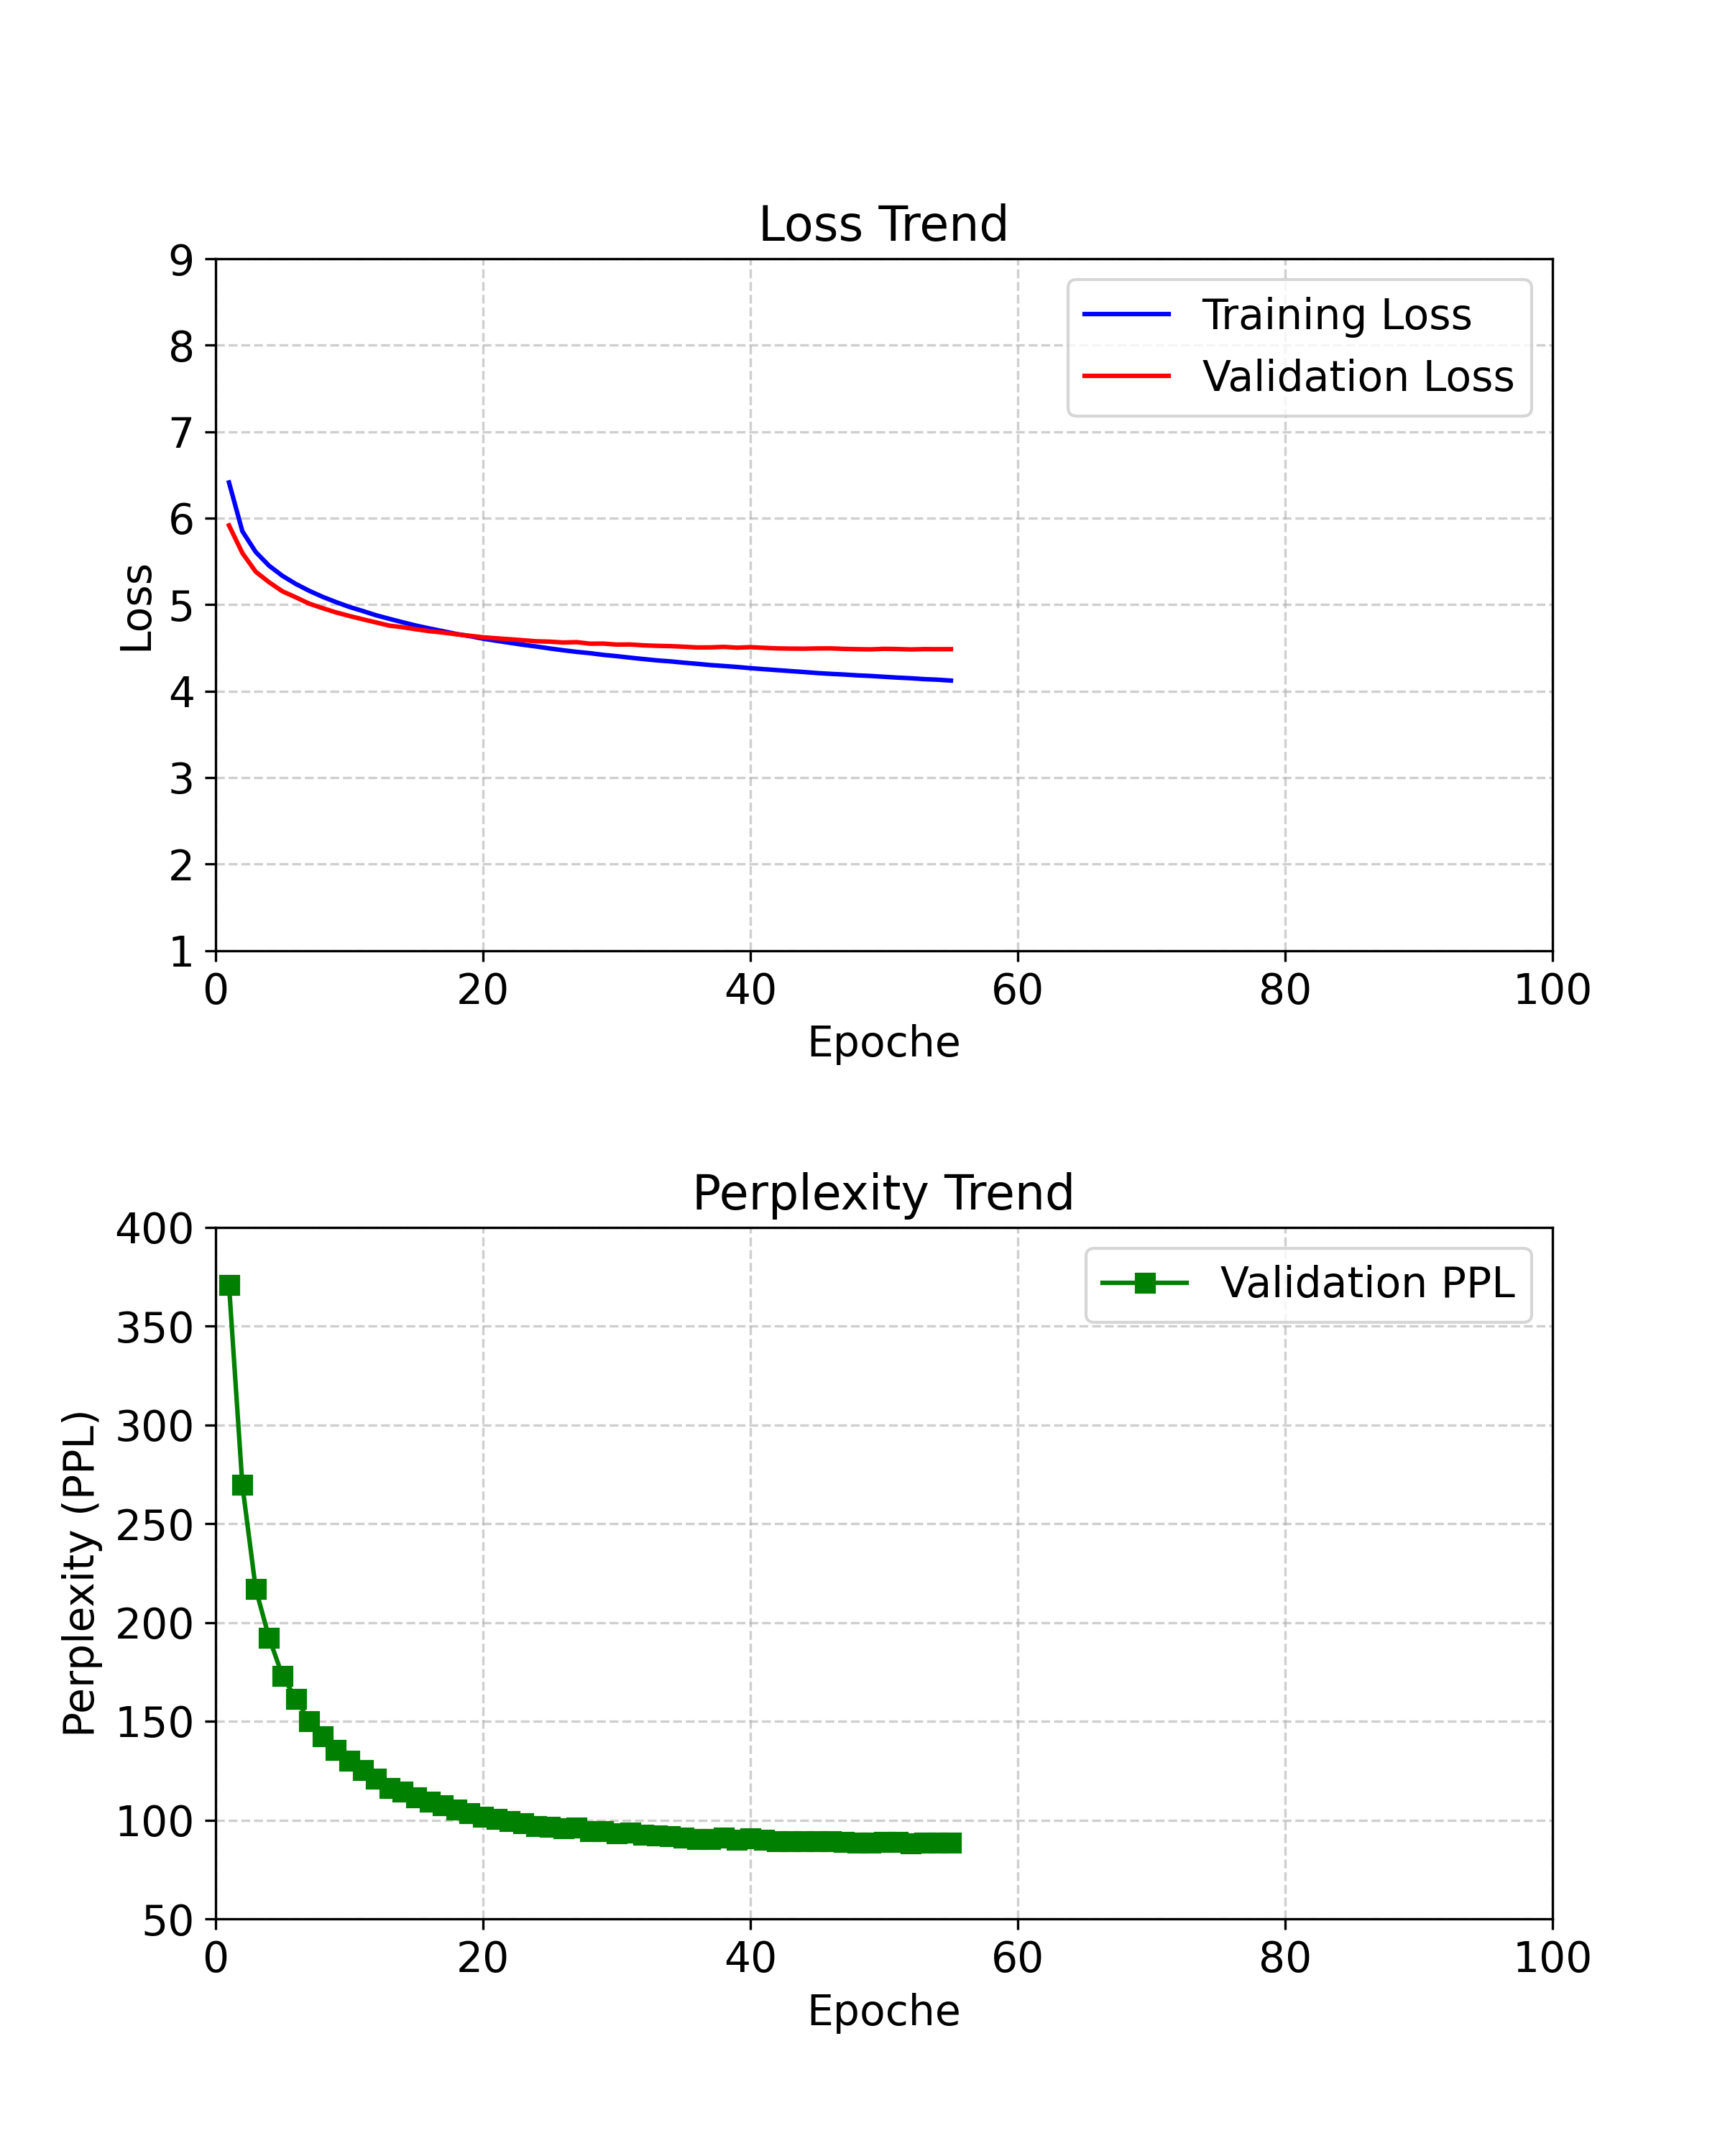 Loss Trend
9
8
7
6
5
4
3
2
1
Loss
Training Loss
Validation Loss
0 20 40 60 80 100
Epoche
Perplexity Trend
400
350
300
250
200
150
100
50
Perplexity (PPL)
Validation PPL
0 20 40 60 80 100
Epoche